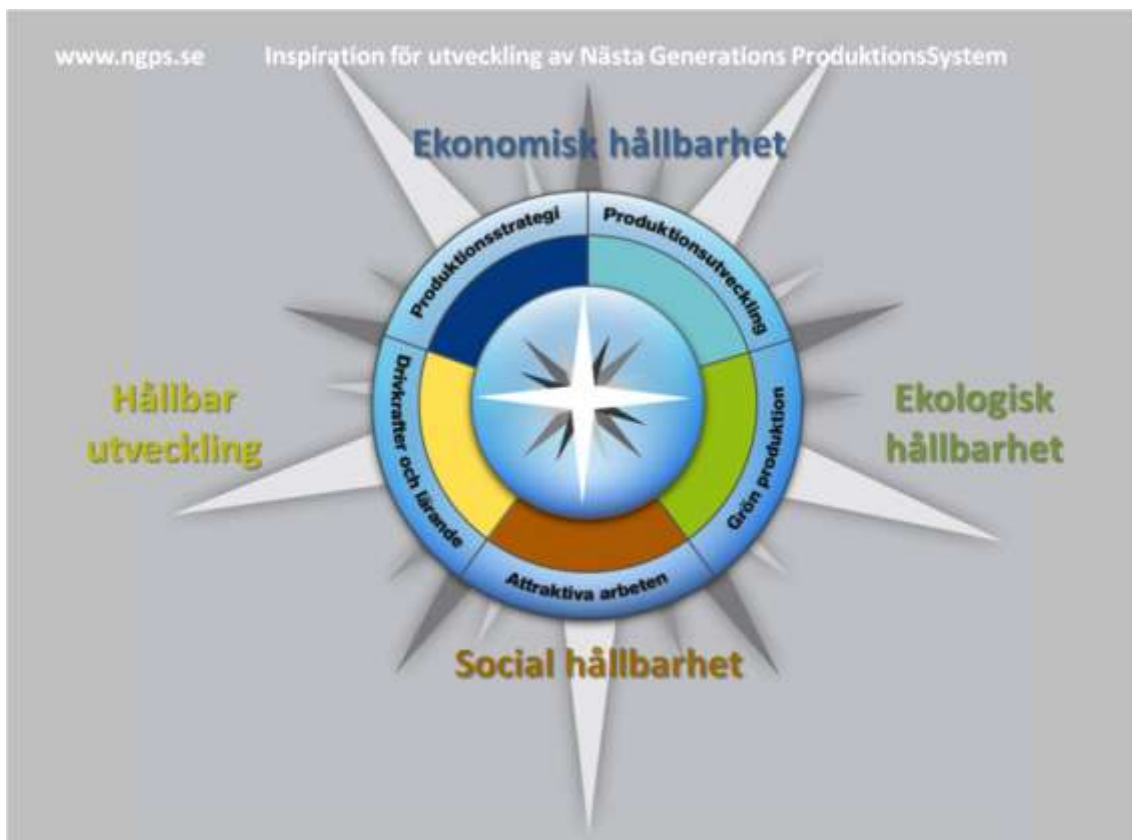 www.ngps.se Inspiration för utveckling av Nästa Generations ProduktionsSystem
Ekonomisk hållbarhet
Produktionsstrategi
Produktionsutveckling
Hållbar
utveckling
Drivkrafter och lärande
Grön produktion
Ekologisk
hållbarhet
Attraktiva arbeten
Social hållbarhet